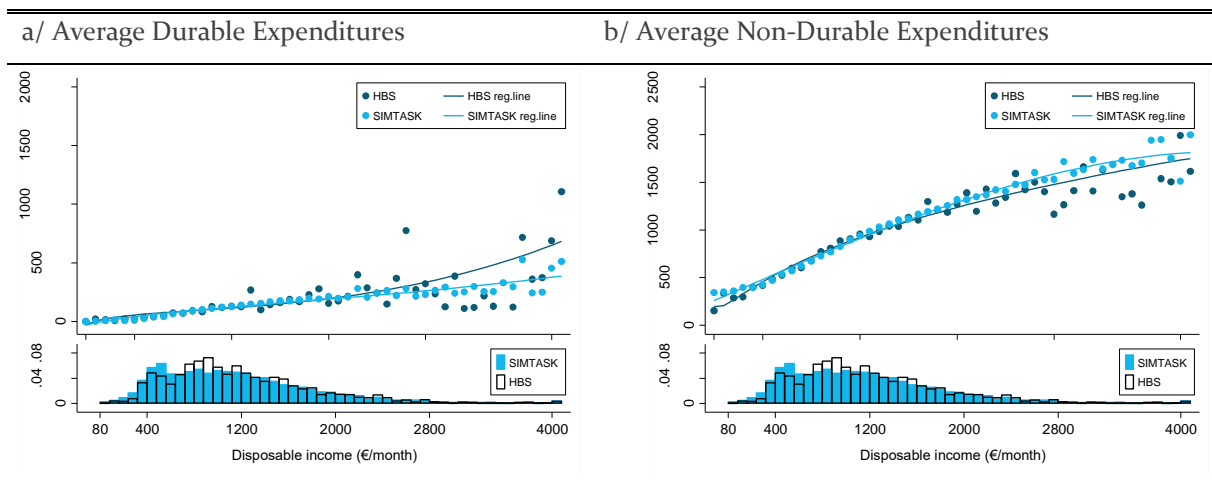 a/ Average Durable Expenditures
b/ Average Non-Durable Expenditures
2000
1000
500
0
HBS
HBS reg.line
SIMTASK
SIMTASK reg.line
.08
.04
0
SIMTASK
HBS
80 400 1200 2000 2800 4000
Disposable income (€/month)
2500
2000
1500
1000
500
0
HBS
HBS reg.line
SIMTASK
SIMTASK reg.line
.08
.04
0
SIMTASK
HBS
80 400 1200 2000 2800 4000
Disposable income (€/month)